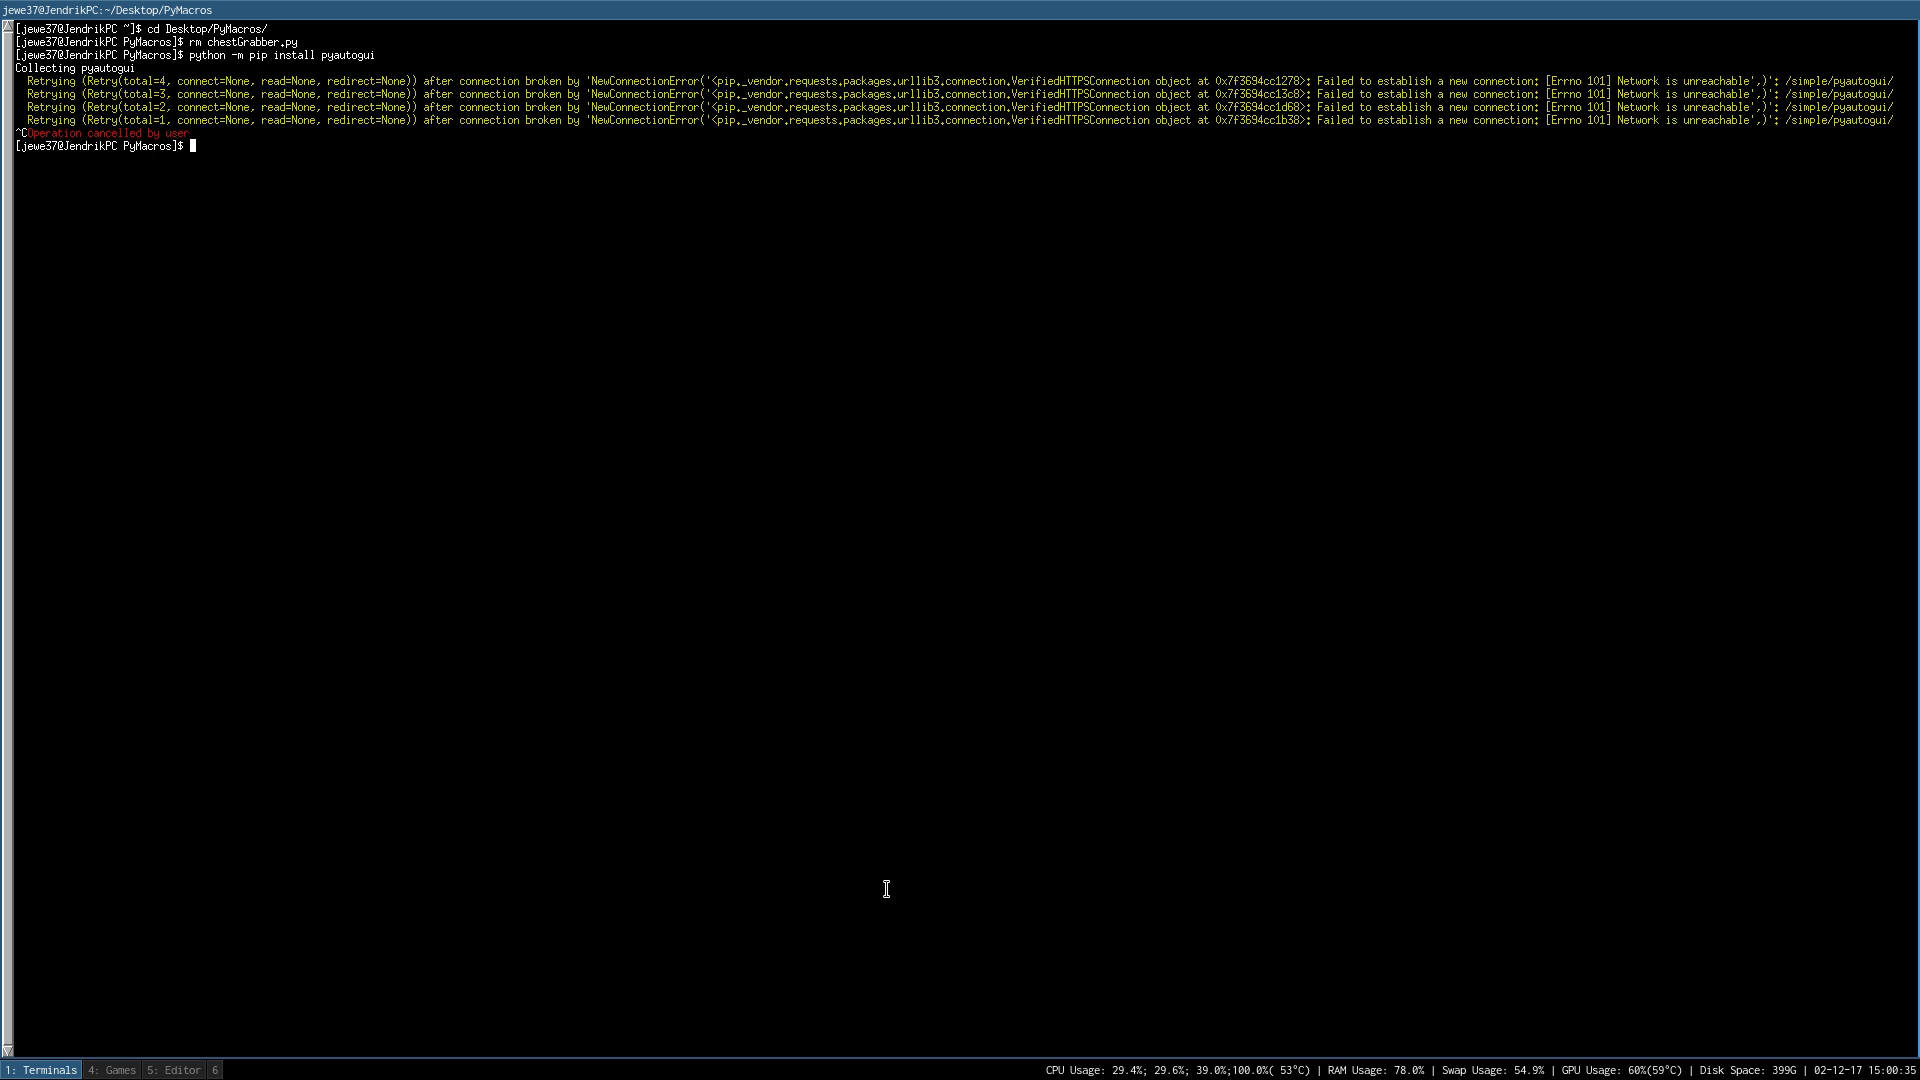 jewe37@JendrikPC:~/Desktop/PyMacros
[jewe37@JendrikPC ~]$ cd Desktop/PyMacros/
[jewe37@JendrikPC PyMacros]$ rm chestGrabber.py
[jewe37@JendrikPC PyMacros]$ python -m pip install pyautogui
Collecting pyautogui
  Retrying (Retry(total=4, connect=None, read=None, redirect=None)) after connection broken by 'NewConnectionError('<pip._vendor.requests.packages.urllib3.connection.VerifiedHTTPSConnection object at 0x7f3694cc1278>: Failed to establish a new connection: [Errno 101] Network is unreachable',)': /simple/pyautogui/
  Retrying (Retry(total=3, connect=None, read=None, redirect=None)) after connection broken by 'NewConnectionError('<pip._vendor.requests.packages.urllib3.connection.VerifiedHTTPSConnection object at 0x7f3694cc13c8>: Failed to establish a new connection: [Errno 101] Network is unreachable',)': /simple/pyautogui/
  Retrying (Retry(total=2, connect=None, read=None, redirect=None)) after connection broken by 'NewConnectionError('<pip._vendor.requests.packages.urllib3.connection.VerifiedHTTPSConnection object at 0x7f3694cc1d68>: Failed to establish a new connection: [Errno 101] Network is unreachable',)': /simple/pyautogui/
  Retrying (Retry(total=1, connect=None, read=None, redirect=None)) after connection broken by 'NewConnectionError('<pip._vendor.requests.packages.urllib3.connection.VerifiedHTTPSConnection object at 0x7f3694cc1b38>: Failed to establish a new connection: [Errno 101] Network is unreachable',)': /simple/pyautogui/
^COperation cancelled by user
[jewe37@JendrikPC PyMacros]$
1: Terminals 4: Games 5: Editor 6 CPU Usage: 29.4%; 29.6%; 39.0%;100.0%( 53°C) | RAM Usage: 78.0% | Swap Usage: 54.9% | GPU Usage: 60%(59°C) | Disk Space: 399G | 02-12-17 15:00:35